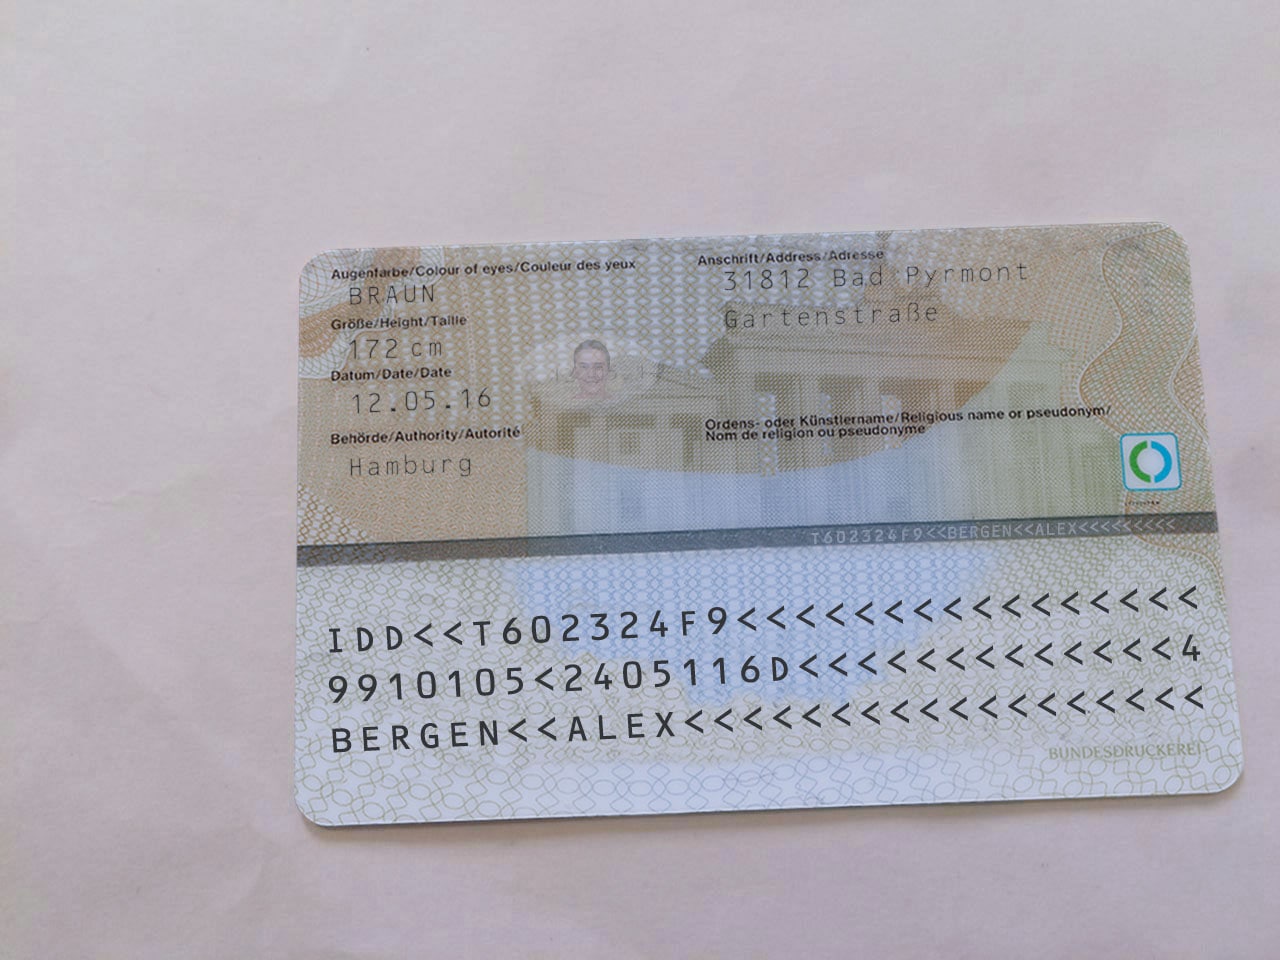 Augenfarbe/Colour of eyes/Couleur des yeux
BRAUN
Größe/Height/Taille
172 cm
Datum/Date/Date
12.05.16
Behörde/Authority/Autorité
Hamburg
Anschrift/Address/Adresse
31812 Bad Pyrmont
Gartenstraße
Ordens- oder Künstlername/Religious name or pseudonym/
Nom de religion ou pseudonyme
T602324F9<<BERGEN<<ALEX<<<<<<<<<
IDD<<T602324F9<<<<<<<<<<<<<<<<
9910105<2405116D<<<<<<<<<<<<<4
BERGEN<<ALEX<<<<<<<<<<<<<<<<<<
BUNDESDRUCKEREI